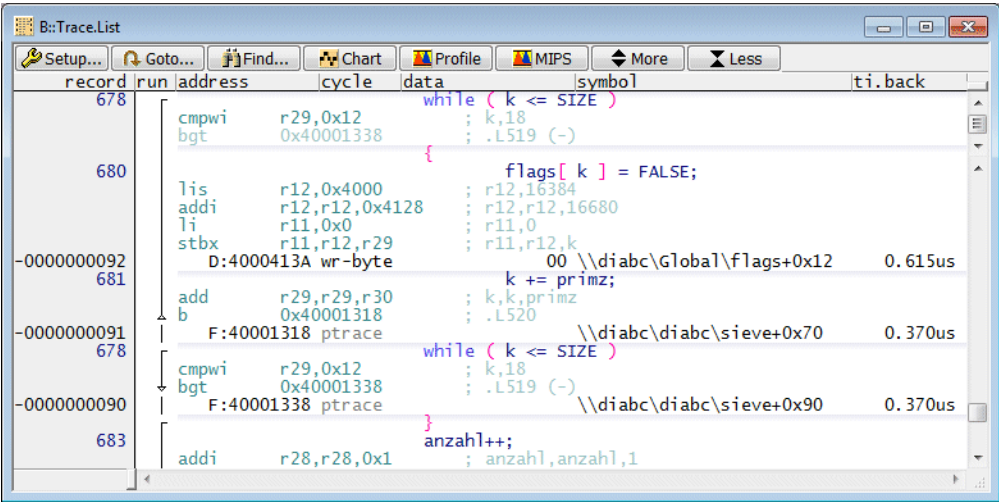 B::Trace.List
Setup... Goto... Find... Chart Profile MIPS More Less
record run address cycle data symbol ti.back
678 while ( k <= SIZE )
cmpwi r29,0x12 ; k,18
bgt 0x40001338 ; .L519 (-)
{
680 flags[ k ] = FALSE;
lis r12,0x4000 ; r12,16384
addi r12,r12,0x4128 ; r12,r12,16680
li r11,0x0 ; r11,0
stbx r11,r12,r29 ; r11,r12,k
-0000000092 D:4000413A wr-byte 00 \\diabc\Global\flags+0x12 0.615us
681 k += primz;
add r29,r29,r30 ; k,k,primz
b 0x40001318 ; .L520
-0000000091 F:40001318 ptrace \\diabc\diabc\sieve+0x70 0.370us
678 while ( k <= SIZE )
cmpwi r29,0x12 ; k,18
bgt 0x40001338 ; .L519 (-)
-0000000090 F:40001338 ptrace \\diabc\diabc\sieve+0x90 0.370us
}
683 anzahl++;
addi r28,r28,0x1 ; anzahl,anzahl,1